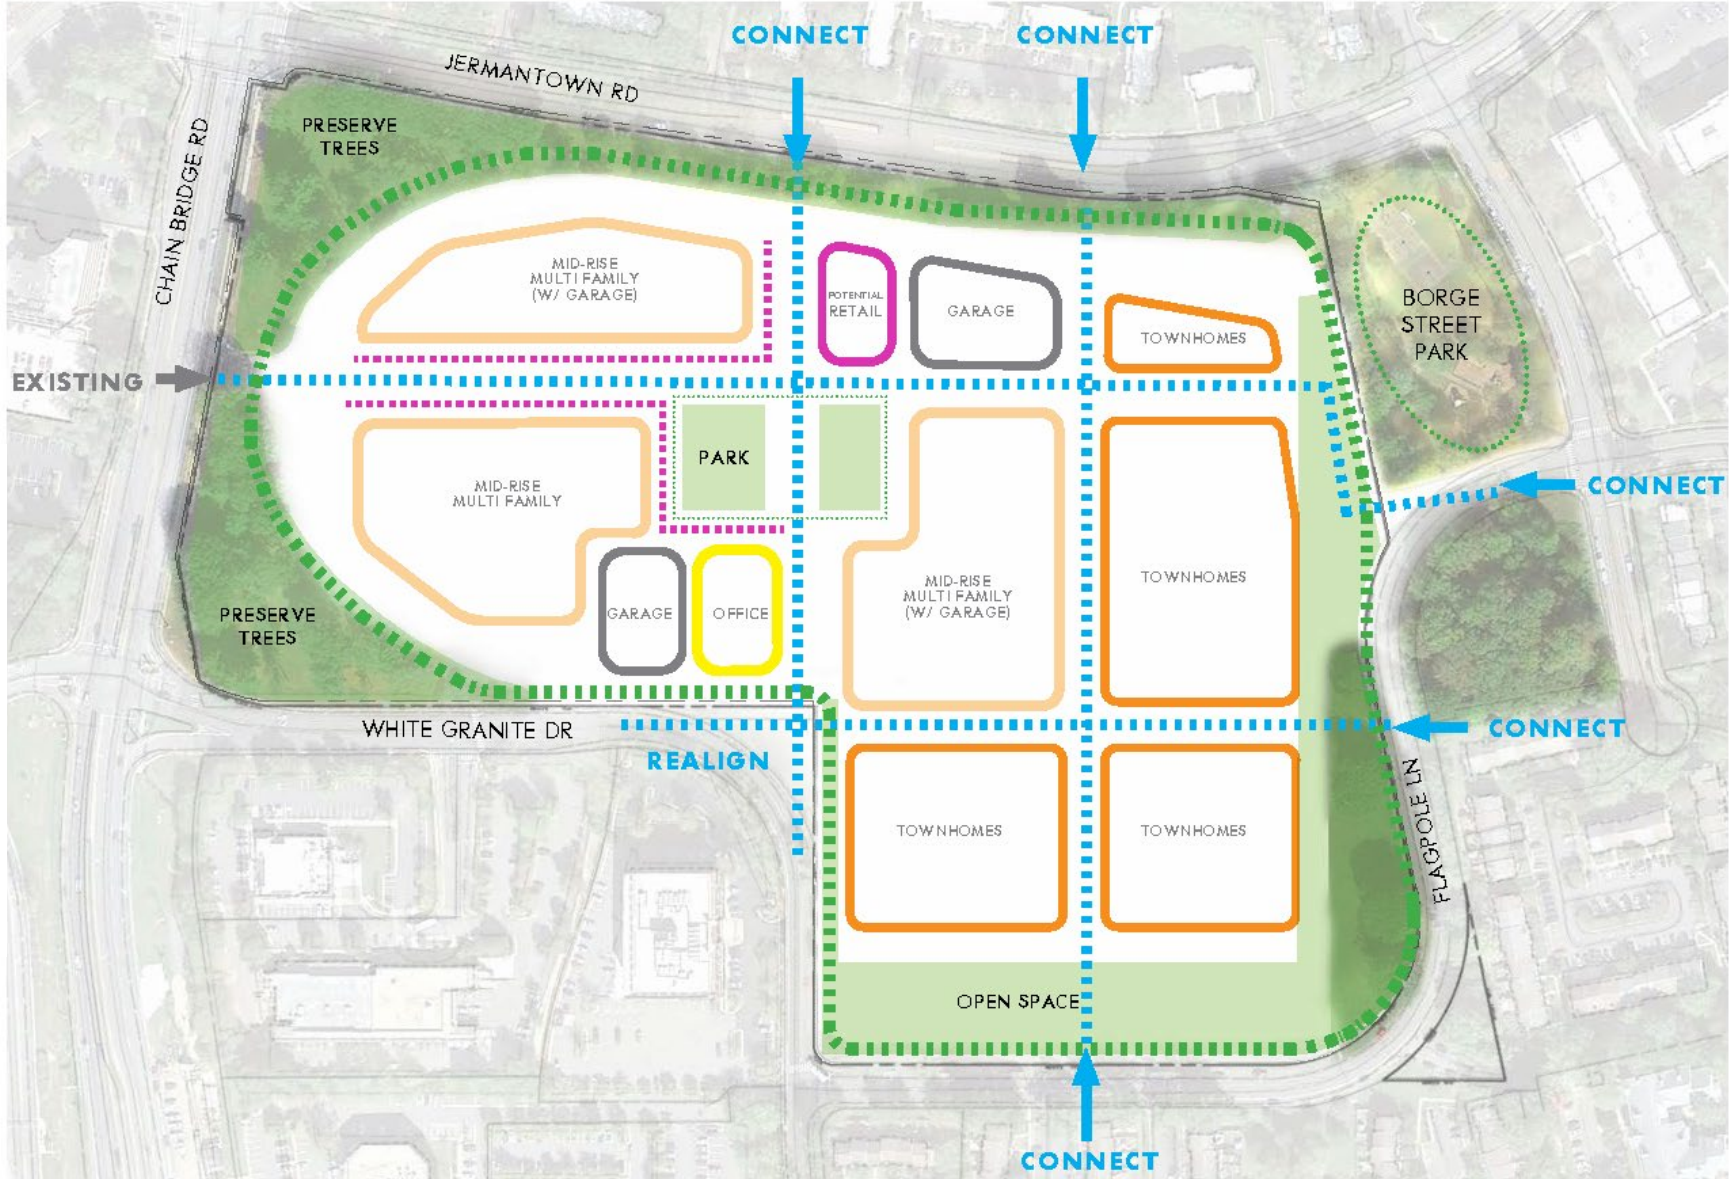 CONNECT
CONNECT
JERMANTOWN RD
PRESERVE
TREES
CHAIN BRIDGE RD
MID-RISE
MULTI FAMILY
(W/ GARAGE)
POTENTIAL
RETAIL
GARAGE
TOWNHOMES
BORGE
STREET
PARK
EXISTING
PARK
MID-RISE
MULTI FAMILY
CONNECT
MID-RISE
MULTI FAMILY
(W/ GARAGE)
TOWNHOMES
PRESERVE
TREES
GARAGE
OFFICE
WHITE GRANITE DR
CONNECT
REALIGN
FLAGPOLE LN
TOWNHOMES
TOWNHOMES
OPEN SPACE
CONNECT